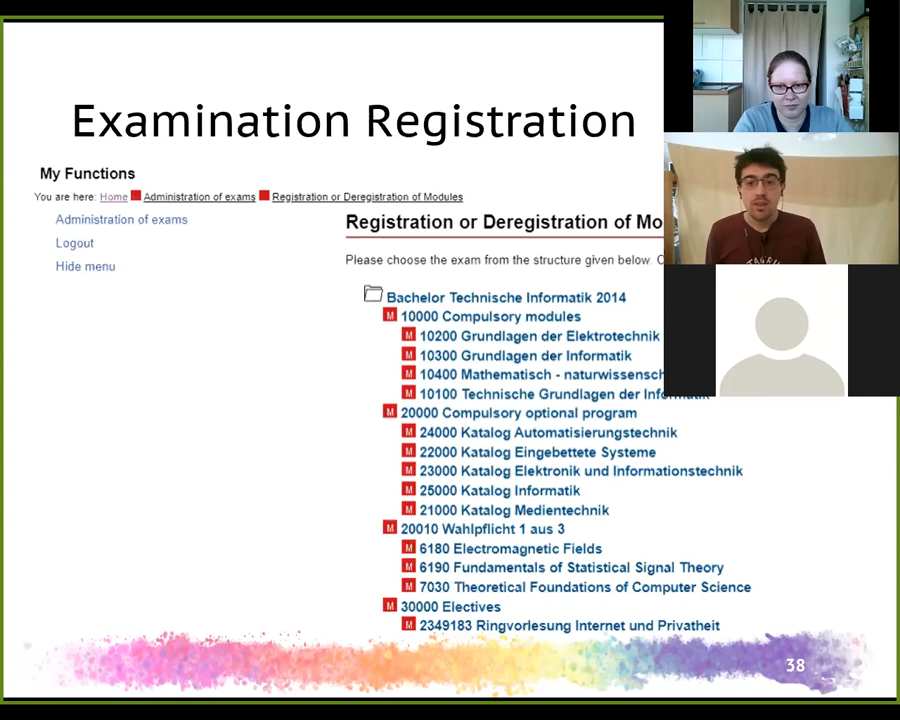 Examination Registration
My Functions
You are here: Home Administration of exams Registration or Deregistration of Modules
Administration of exams
Logout
Hide menu
Registration or Deregistration of Mo
Please choose the exam from the structure given below.
Bachelor Technische Informatik 2014
M 10000 Compulsory modules
M 10200 Grundlagen der Elektrotechnik
M 10300 Grundlagen der Informatik
M 10400 Mathematisch - naturwissensch
M 10100 Technische Grundlagen der Informatik
M 20000 Compulsory optional program
M 24000 Katalog Automatisierungstechnik
M 22000 Katalog Eingebettete Systeme
M 23000 Katalog Elektronik und Informationstechnik
M 25000 Katalog Informatik
M 21000 Katalog Medientechnik
M 20010 Wahlpflicht 1 aus 3
M 6180 Electromagnetic Fields
M 6190 Fundamentals of Statistical Signal Theory
M 7030 Theoretical Foundations of Computer Science
M 30000 Electives
M 2349183 Ringvorlesung Internet und Privatheit
38